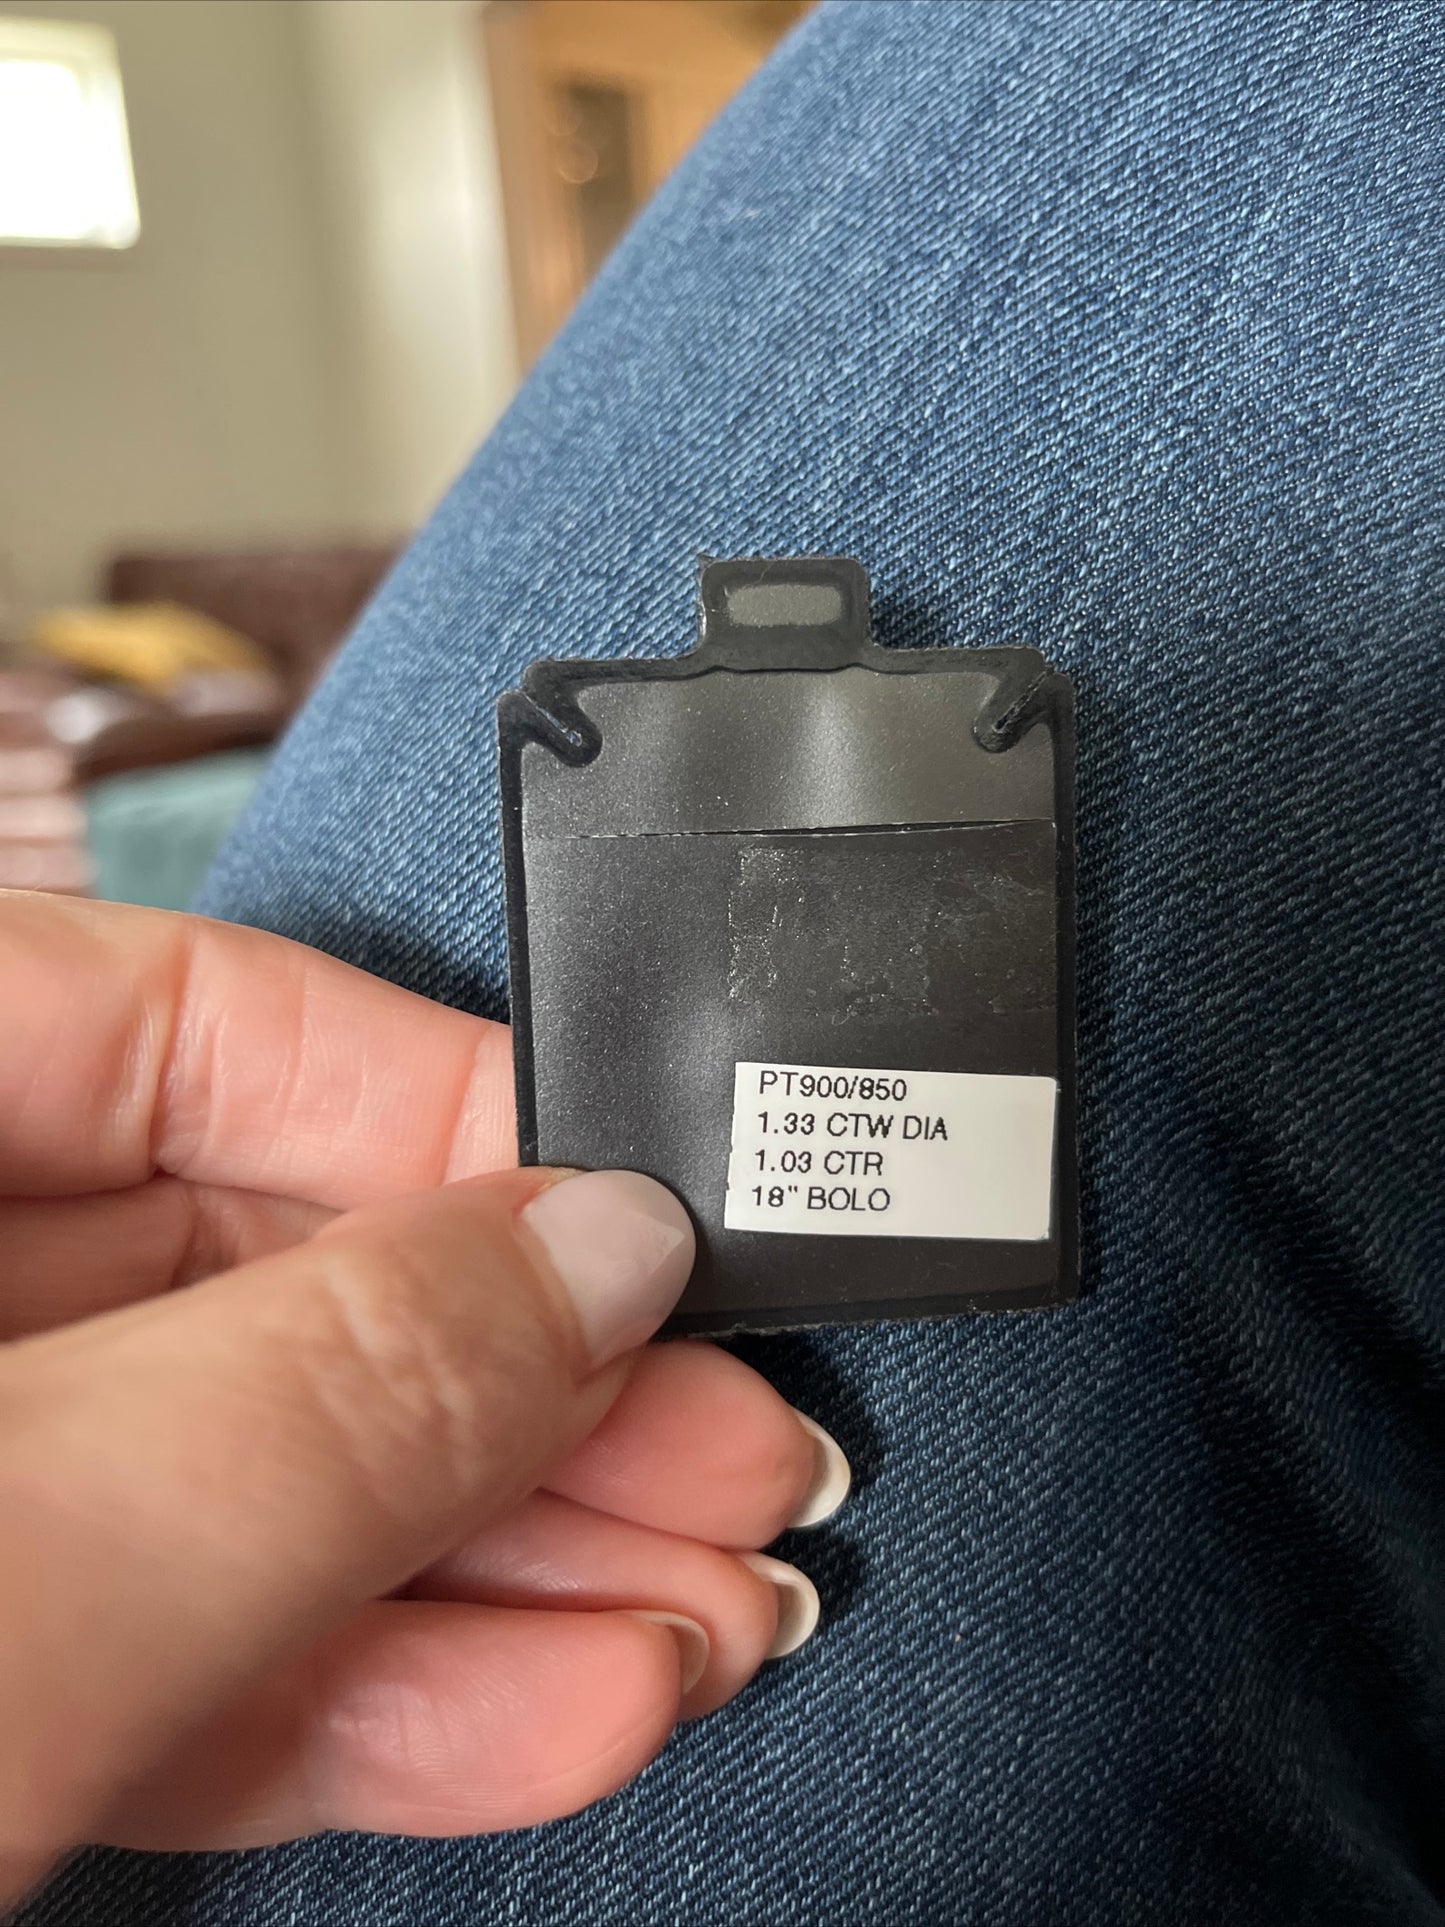 PT900/850
1.33 CTW DIA
1.03 CTR
18" BOLO